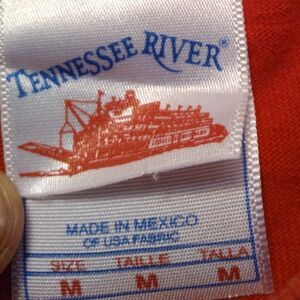 TENNESSEE RIVER®
MADE IN MEXICO
OF USA FABRIC
SIZE TAILLE TALLA
M M M